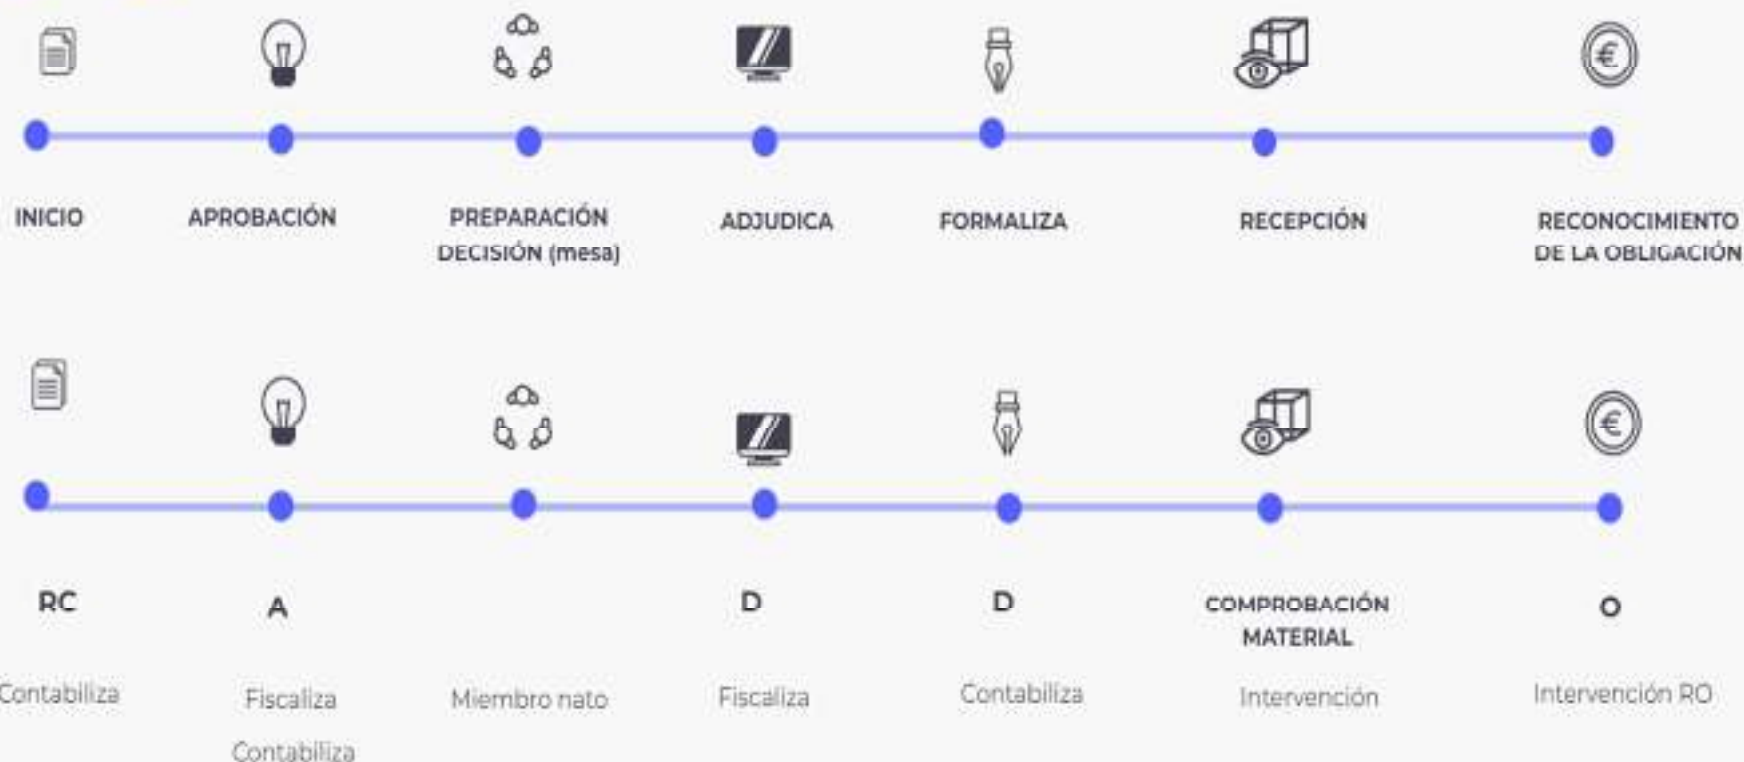 INICIO
APROBACIÓN
PREPARACIÓN
DECISIÓN (mesa)
ADJUDICA
FORMALIZA
RECEPCIÓN
RECONOCIMIENTO
DE LA OBLIGACIÓN
RC
A
D
D
COMPROBACIÓN
MATERIAL
O
Contabiliza
Fiscaliza
Contabiliza
Miembro nato
Fiscaliza
Contabiliza
Intervención
Intervención RO